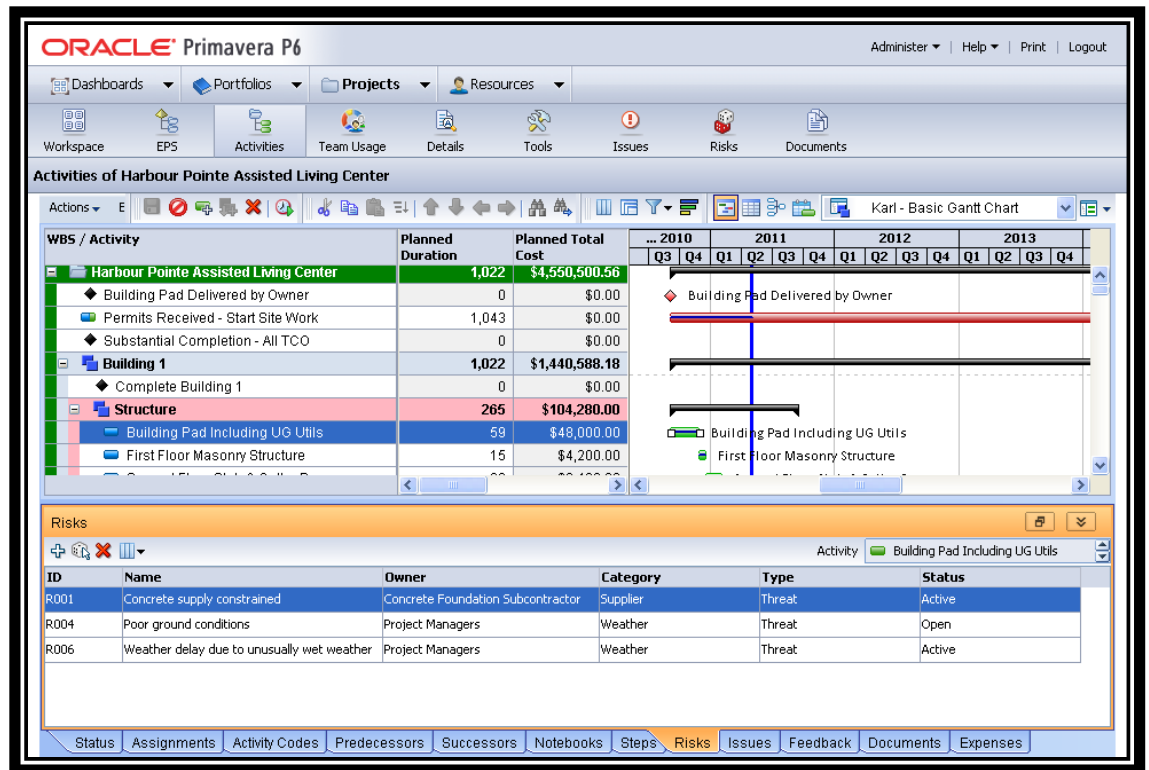 ORACLE Primavera P6
Administer | Help | Print | Logout
Dashboards Portfolios Projects Resources
Workspace EPS Activities Team Usage Details Tools Issues Risks Documents
Activities of Harbour Pointe Assisted Living Center
Actions E Karl - Basic Gantt Chart
WBS / Activity Planned Duration Planned Total Cost ... 2010 2011 2012 2013
Q3 Q4 Q1 Q2 Q3 Q4 Q1 Q2 Q3 Q4 Q1 Q2 Q3 Q4
Harbour Pointe Assisted Living Center 1,022 $4,550,500.56
Building Pad Delivered by Owner 0 $0.00 Building Pad Delivered by Owner
Permits Received - Start Site Work 1,043 $0.00
Substantial Completion - All TCO 0 $0.00
Building 1 1,022 $1,440,588.18
Complete Building 1 0 $0.00
Structure 265 $104,280.00
Building Pad Including UG Utils 59 $48,000.00 Building Pad Including UG Utils
First Floor Masonry Structure 15 $4,200.00 First Floor Masonry Structure
Risks
Activity Building Pad Including UG Utils
ID Name Owner Category Type Status
R001 Concrete supply constrained Concrete Foundation Subcontractor Supplier Threat Active
R004 Poor ground conditions Project Managers Weather Threat Open
R006 Weather delay due to unusually wet weather Project Managers Weather Threat Active
Status Assignments Activity Codes Predecessors Successors Notebooks Steps Risks Issues Feedback Documents Expenses